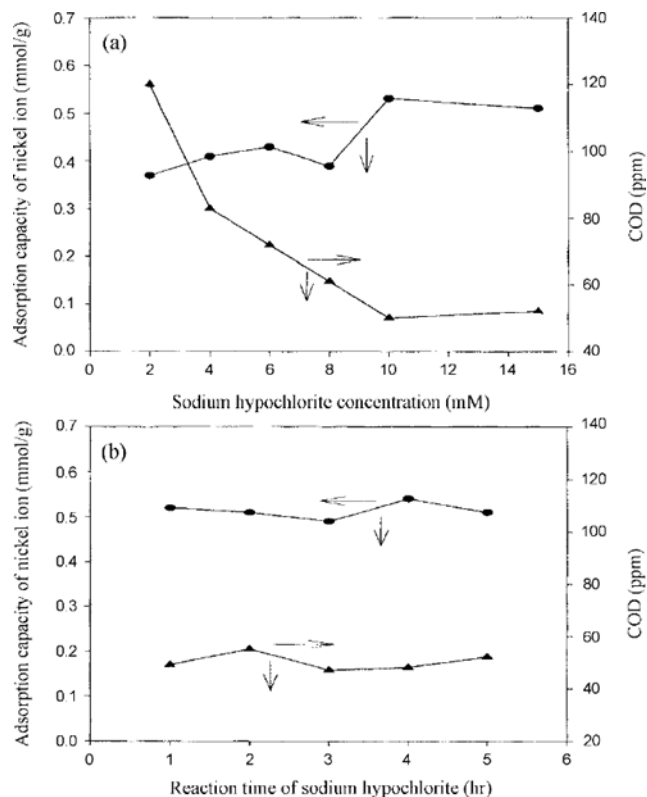 (a)
0.7
0.6
0.5
0.4
0.3
0.2
0.1
0.0
Adsorption capacity of nickel ion (mmol/g)
140
120
100
80
60
40
COD (ppm)
0 2 4 6 8 10 12 14 16
Sodium hypochlorite concentration (mM)
(b)
0.7
0.6
0.5
0.4
0.3
0.2
0.1
0.0
Adsorption capacity of nickel ion (mmol/g)
140
120
100
80
60
40
20
COD (ppm)
0 1 2 3 4 5 6
Reaction time of sodium hypochlorite (hr)